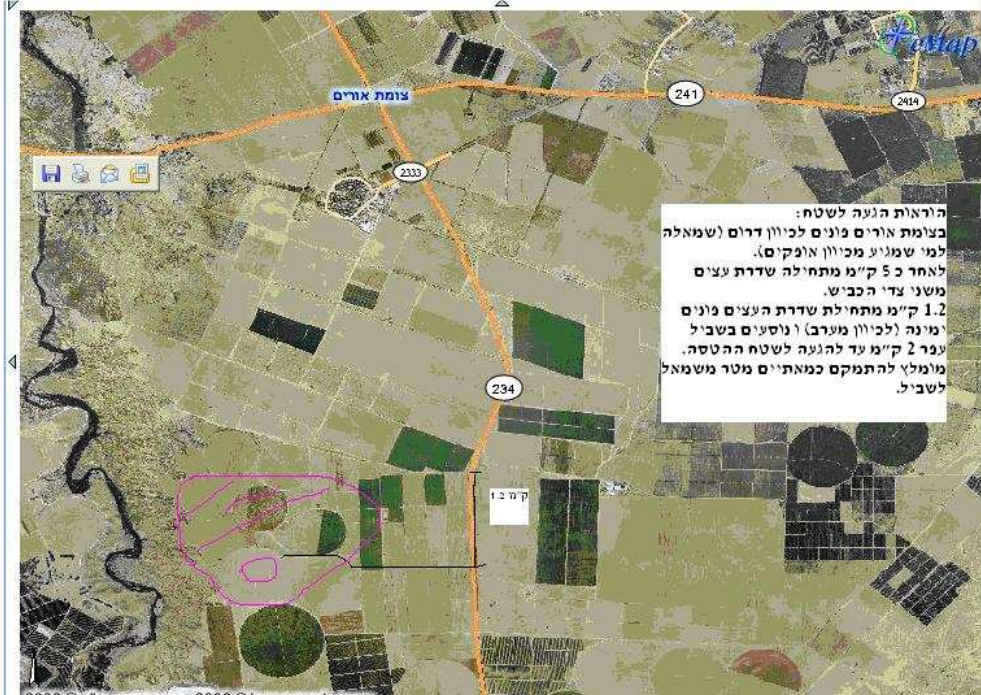 eMap
צומת אורים
241
2414
2333
הוראות הגעה לשטח:
בצומת אורים פונים לכיוון דרום (שמאלה
למי שמגיע מכיוון אופקים).
לאחר כ 5 ק"מ מתחילה שדרת עצים
משני צדי הכביש.
1.2 ק"מ מתחילת שדרת העצים פונים
ימינה (לכיוון מערב) ונוסעים בשביל
עפר 2 ק"מ עד להגעה לשטח ההטסה.
מומלץ להתמקם כמאתיים מטר משמאל
לשביל.
234
1.2 ק"מ